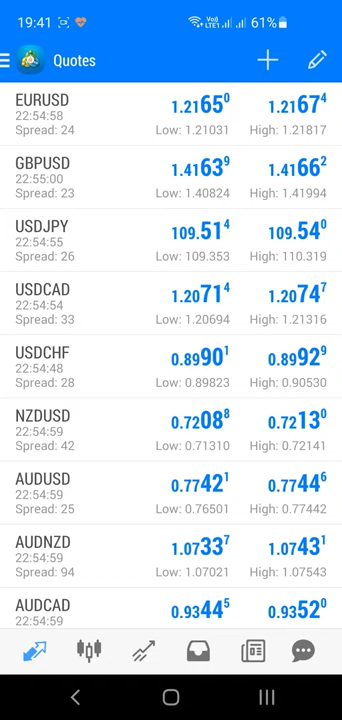 19:41 Vo) LTE1 61%
Quotes
EURUSD 1.21650 1.21674
22:54:58
Spread: 24 Low: 1.21031 High: 1.21817
GBPUSD 1.41639 1.41662
22:55:00
Spread: 23 Low: 1.40824 High: 1.41994
USDJPY 109.514 109.540
22:54:55
Spread: 26 Low: 109.353 High: 110.319
USDCAD 1.20714 1.20747
22:54:54
Spread: 33 Low: 1.20694 High: 1.21316
USDCHF 0.89901 0.89929
22:54:48
Spread: 28 Low: 0.89823 High: 0.90530
NZDUSD 0.72088 0.72130
22:54:59
Spread: 42 Low: 0.71310 High: 0.72141
AUDUSD 0.77421 0.77446
22:54:59
Spread: 25 Low: 0.76501 High: 0.77442
AUDNZD 1.07337 1.07431
22:54:59
Spread: 94 Low: 1.07021 High: 1.07543
AUDCAD 0.93445 0.93520
22:54:59